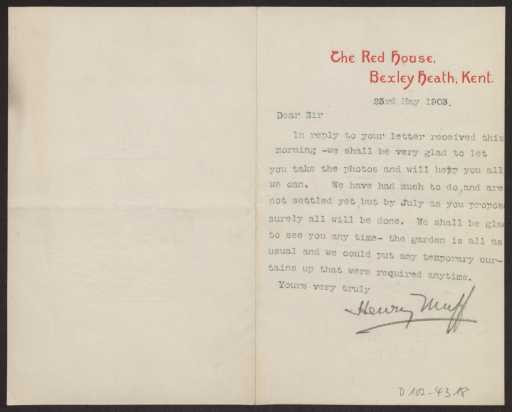 The Red House,
Bexley Heath, Kent.
23rd May 1903.
Dear Sir
In reply to your letter received this
morning; -we shall be very glad to let
you take the photos and will help you all
we can. We have had much to do,and are
not settled yet but by July as you propose
surely all will be done. We shall be glad
to see you any time- the garden is all as
usual and we could put any temporary cur-
tains up that were required anytime.
Yours very truly
Henry Muff
D 102-4318